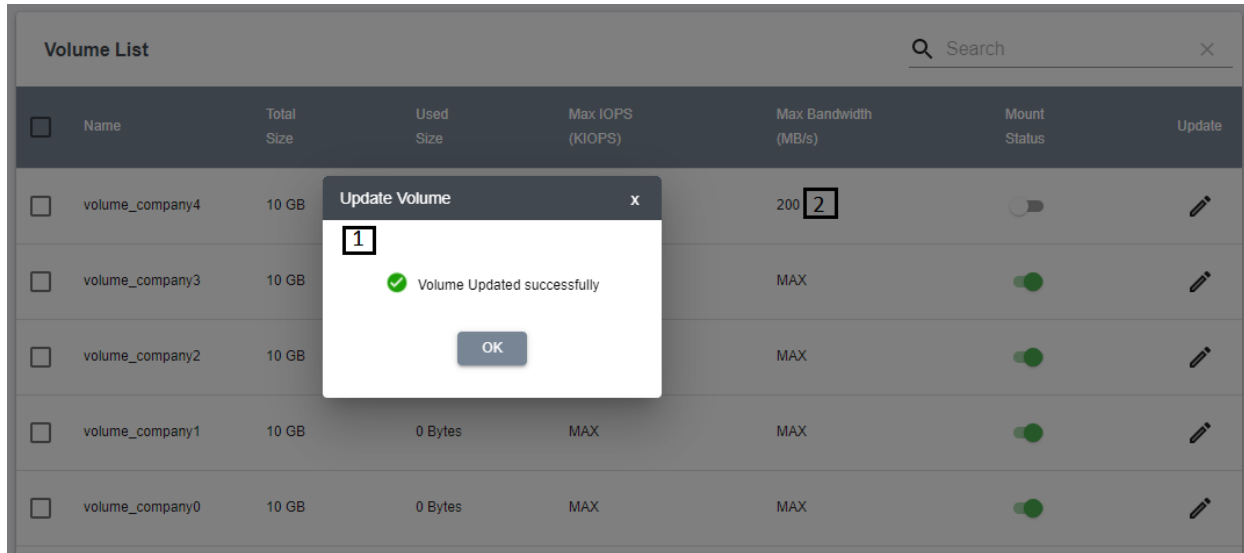 Volume List
Search
Name Total Size Used Size Max IOPS (KIOPS) Max Bandwidth (MB/s) Mount Status Update
volume_company4 10 GB 200 2
Update Volume x
1
Volume Updated successfully
OK
volume_company3 10 GB MAX
volume_company2 10 GB MAX
volume_company1 10 GB 0 Bytes MAX MAX
volume_company0 10 GB 0 Bytes MAX MAX